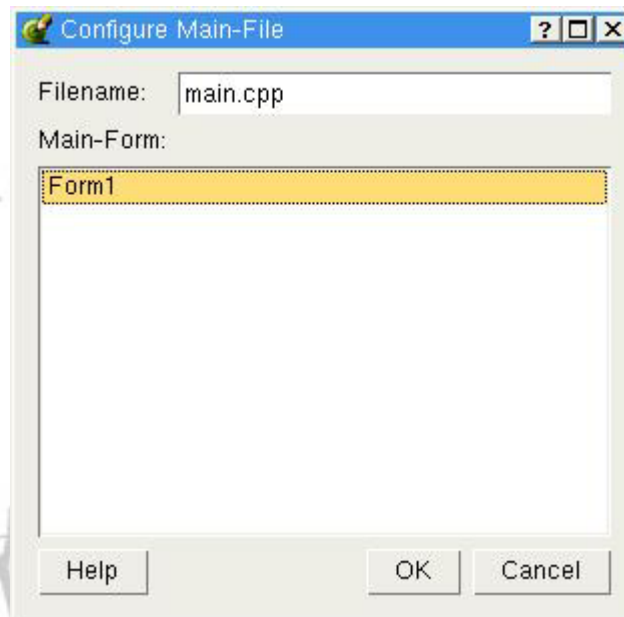 Configure Main-File
Filename: main.cpp
Main-Form:
Form1
Help OK Cancel